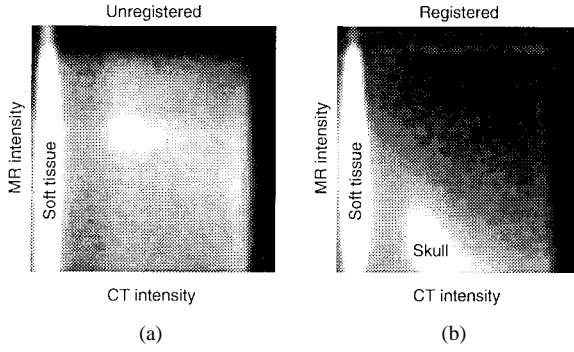 Unregistered
MR intensity
Soft tissue
CT intensity
(a)
Registered
MR intensity
Soft tissue
Skull
CT intensity
(b)